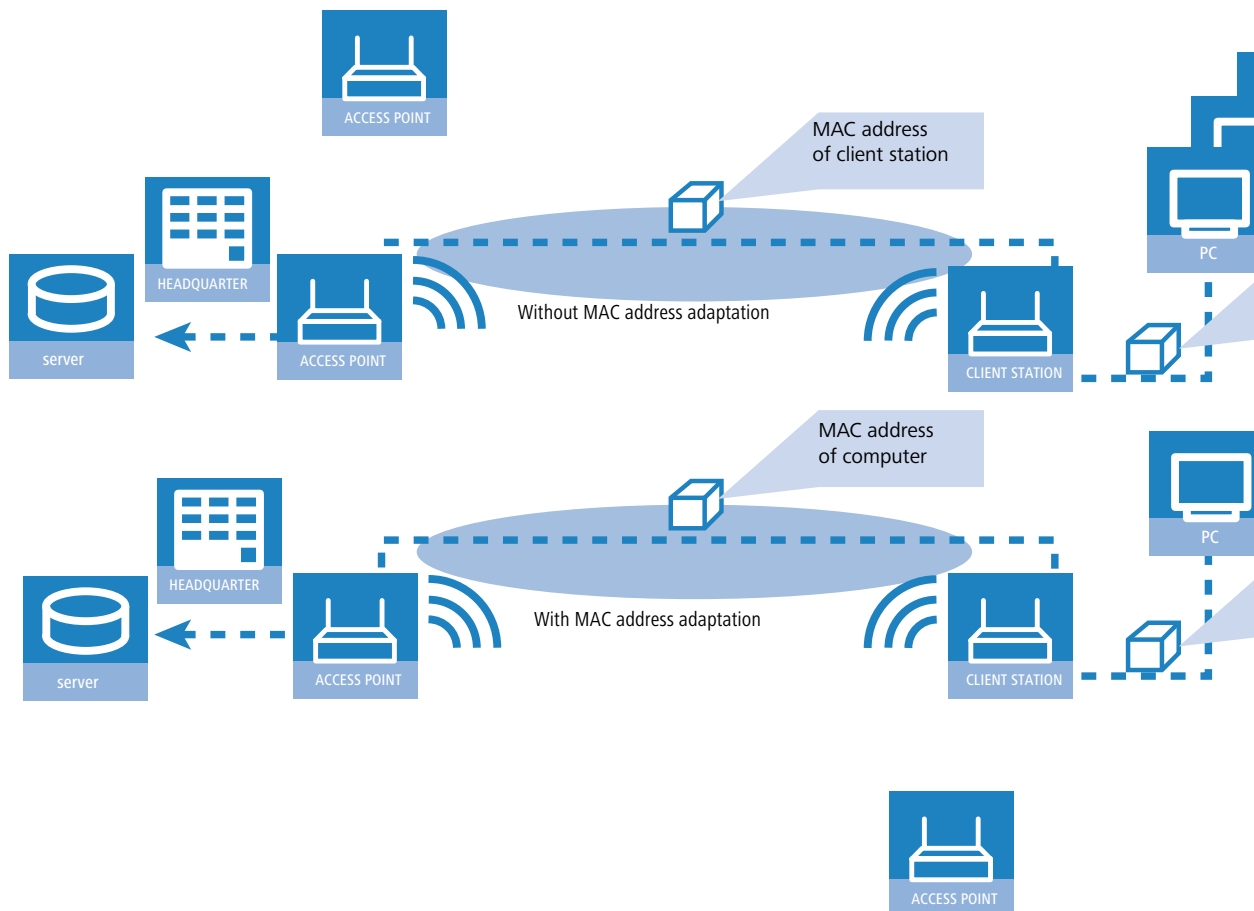 ACCESS POINT
MAC address
of client station
PC
HEADQUARTER
server
ACCESS POINT
Without MAC address adaptation
CLIENT STATION
MAC address
of computer
PC
HEADQUARTER
server
ACCESS POINT
With MAC address adaptation
CLIENT STATION
ACCESS POINT